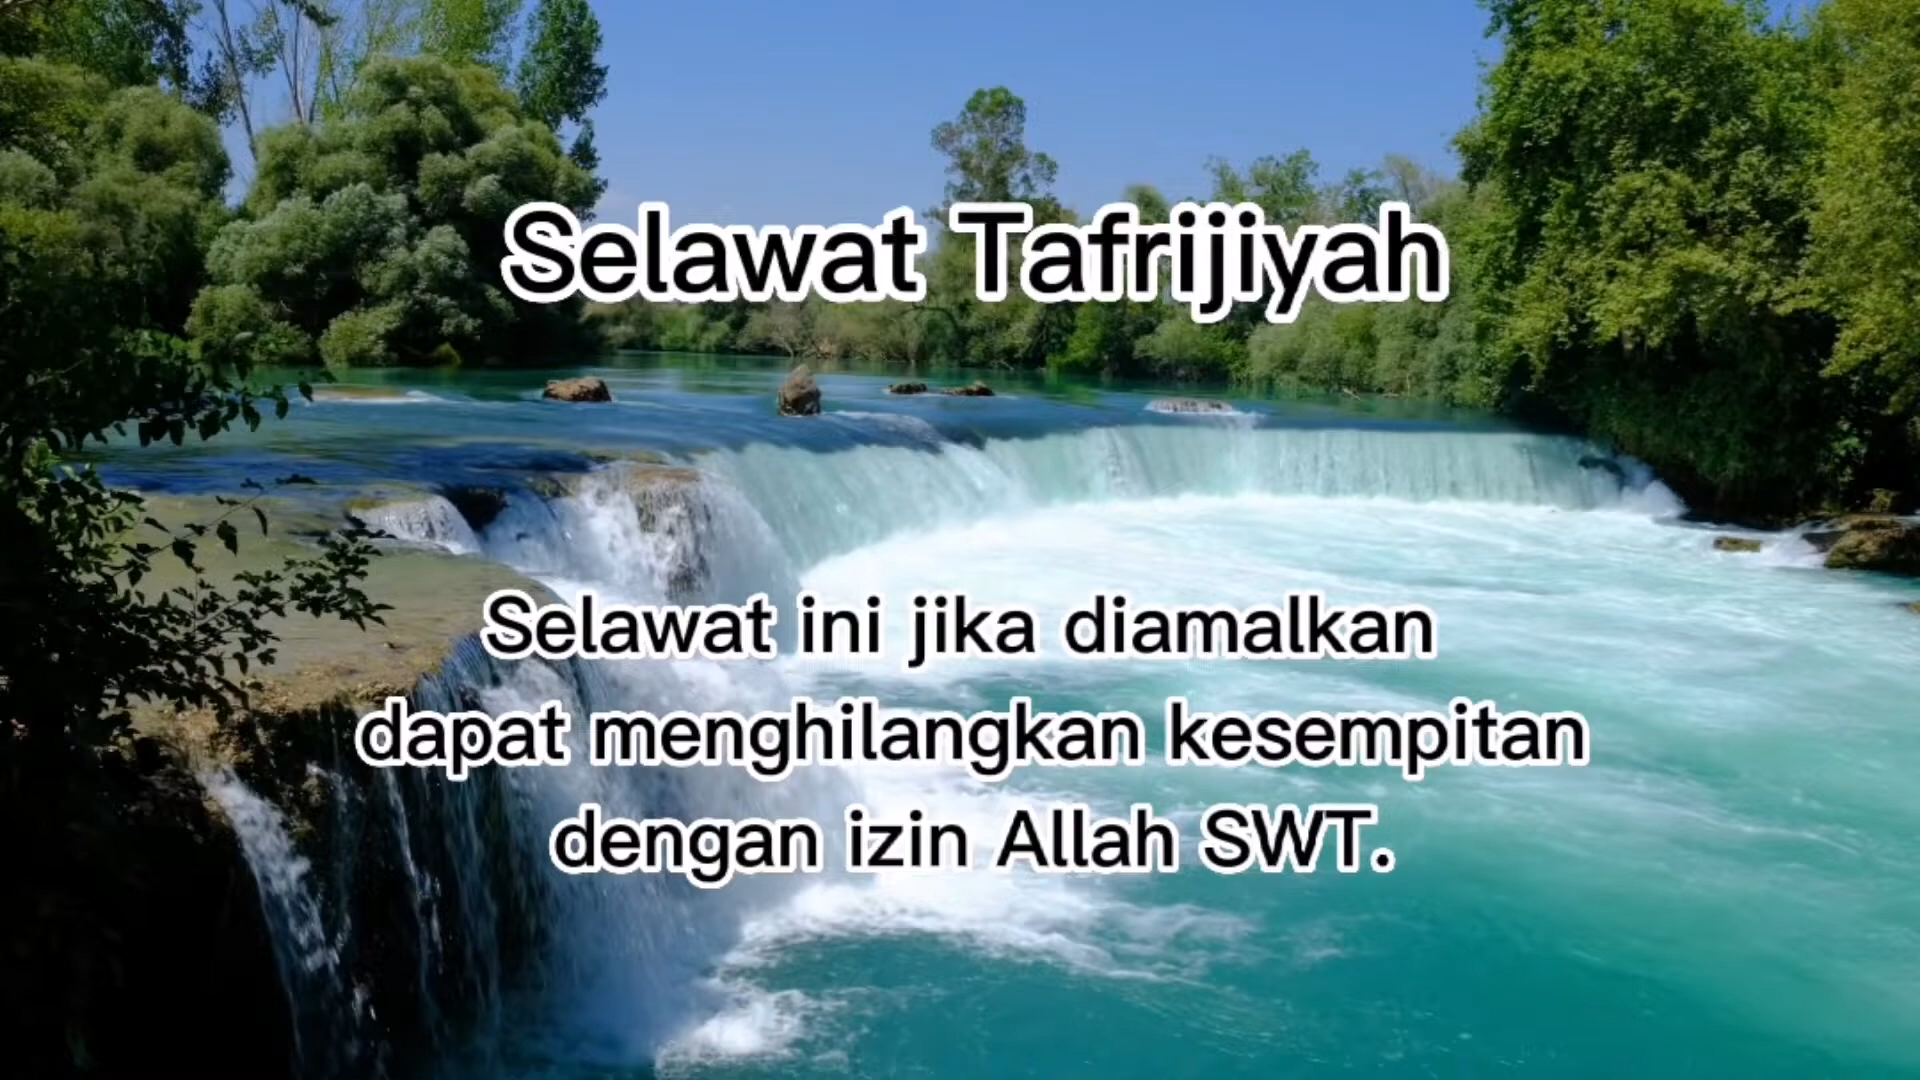 Selawat Tafrijiyah
Selawat ini jika diamalkan
dapat menghilangkan kesempitan
dengan izin Allah SWT.